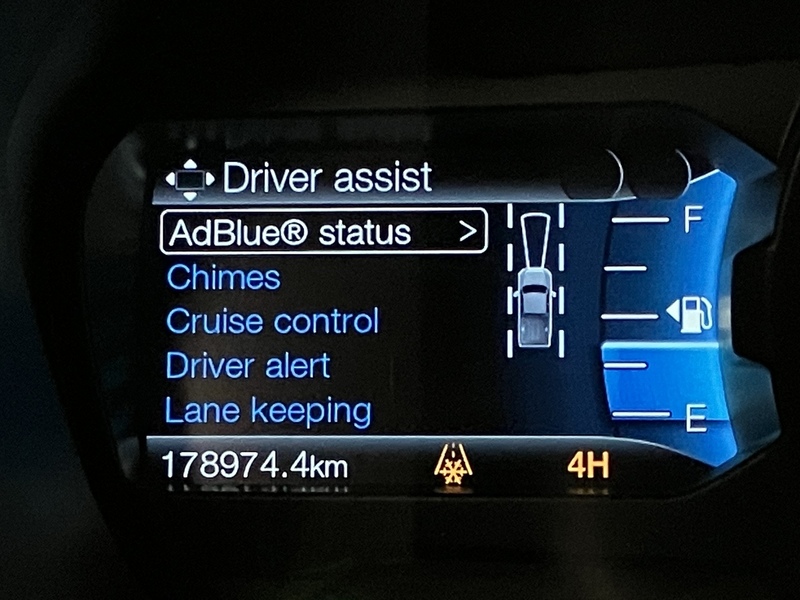 Driver assist
AdBlue® status >
Chimes
Cruise control
Driver alert
Lane keeping
F
E
178974.4km
4H